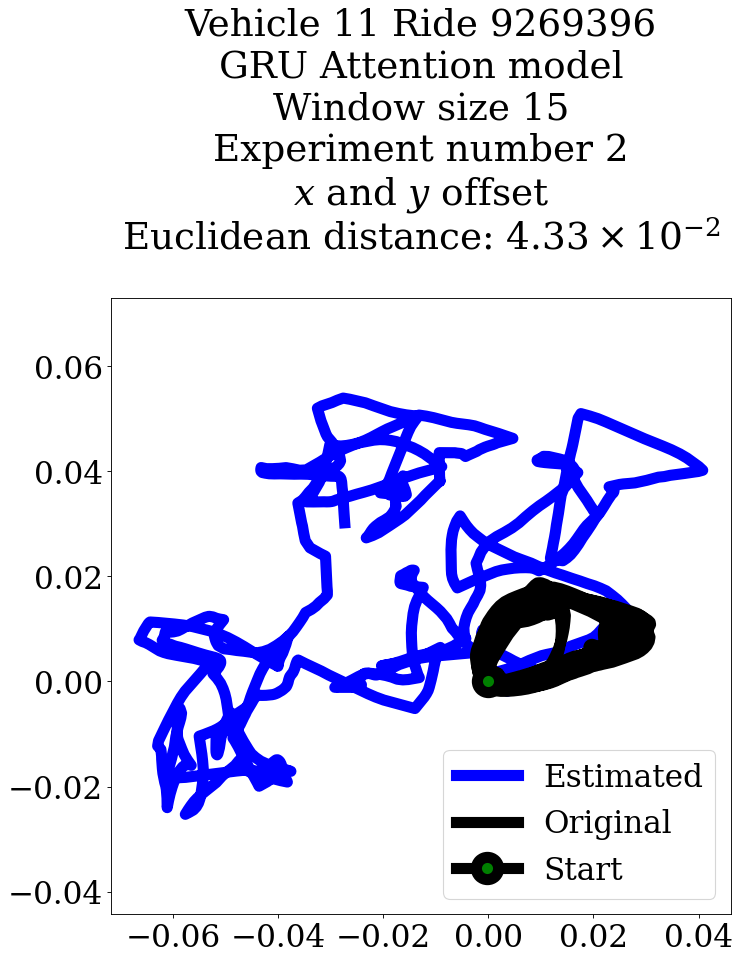 Vehicle 11 Ride 9269396
GRU Attention model
Window size 15
Experiment number 2
x and y offset
Euclidean distance: 4.33 × 10⁻²
0.06
0.04
0.02
0.00
−0.02
−0.04
Estimated
Original
Start
−0.06 −0.04 −0.02 0.00 0.02 0.04